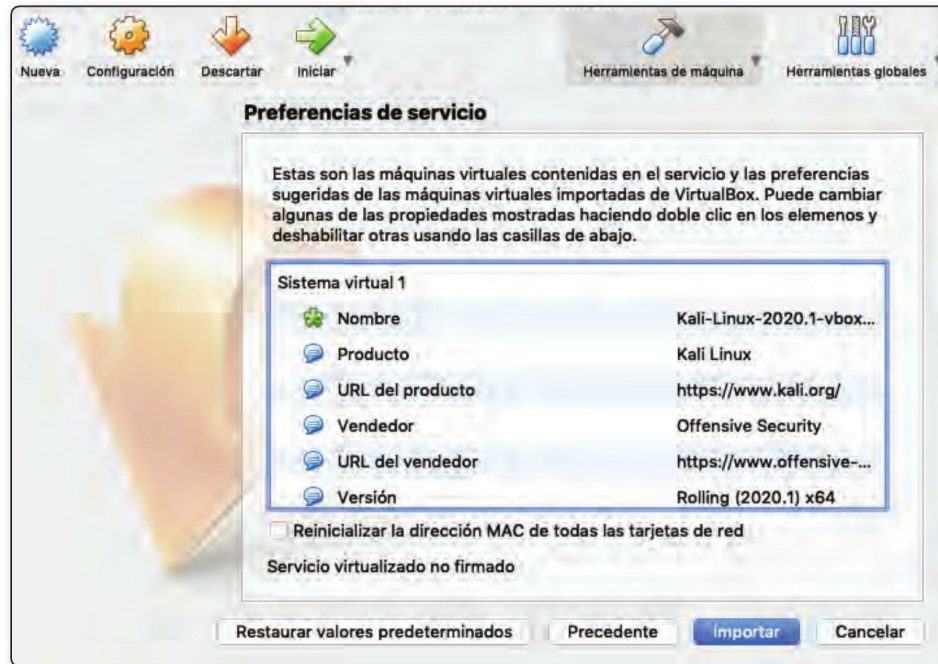 Nueva
Configuración
Descartar
Iniciar
Herramientas de máquina
Herramientas globales
Preferencias de servicio
Estas son las máquinas virtuales contenidas en el servicio y las preferencias
sugeridas de las máquinas virtuales importadas de VirtualBox. Puede cambiar
algunas de las propiedades mostradas haciendo doble clic en los elemenos y
deshabilitar otras usando las casillas de abajo.
Sistema virtual 1
Nombre Kali-Linux-2020.1-vbox...
Producto Kali Linux
URL del producto https://www.kali.org/
Vendedor Offensive Security
URL del vendedor https://www.offensive-...
Versión Rolling (2020.1) x64
Reinicializar la dirección MAC de todas las tarjetas de red
Servicio virtualizado no firmado
Restaurar valores predeterminados
Precedente
Importar
Cancelar